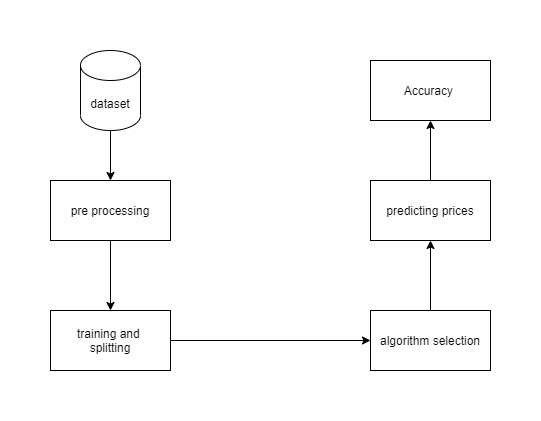 dataset
pre processing
training and
splitting
algorithm selection
predicting prices
Accuracy